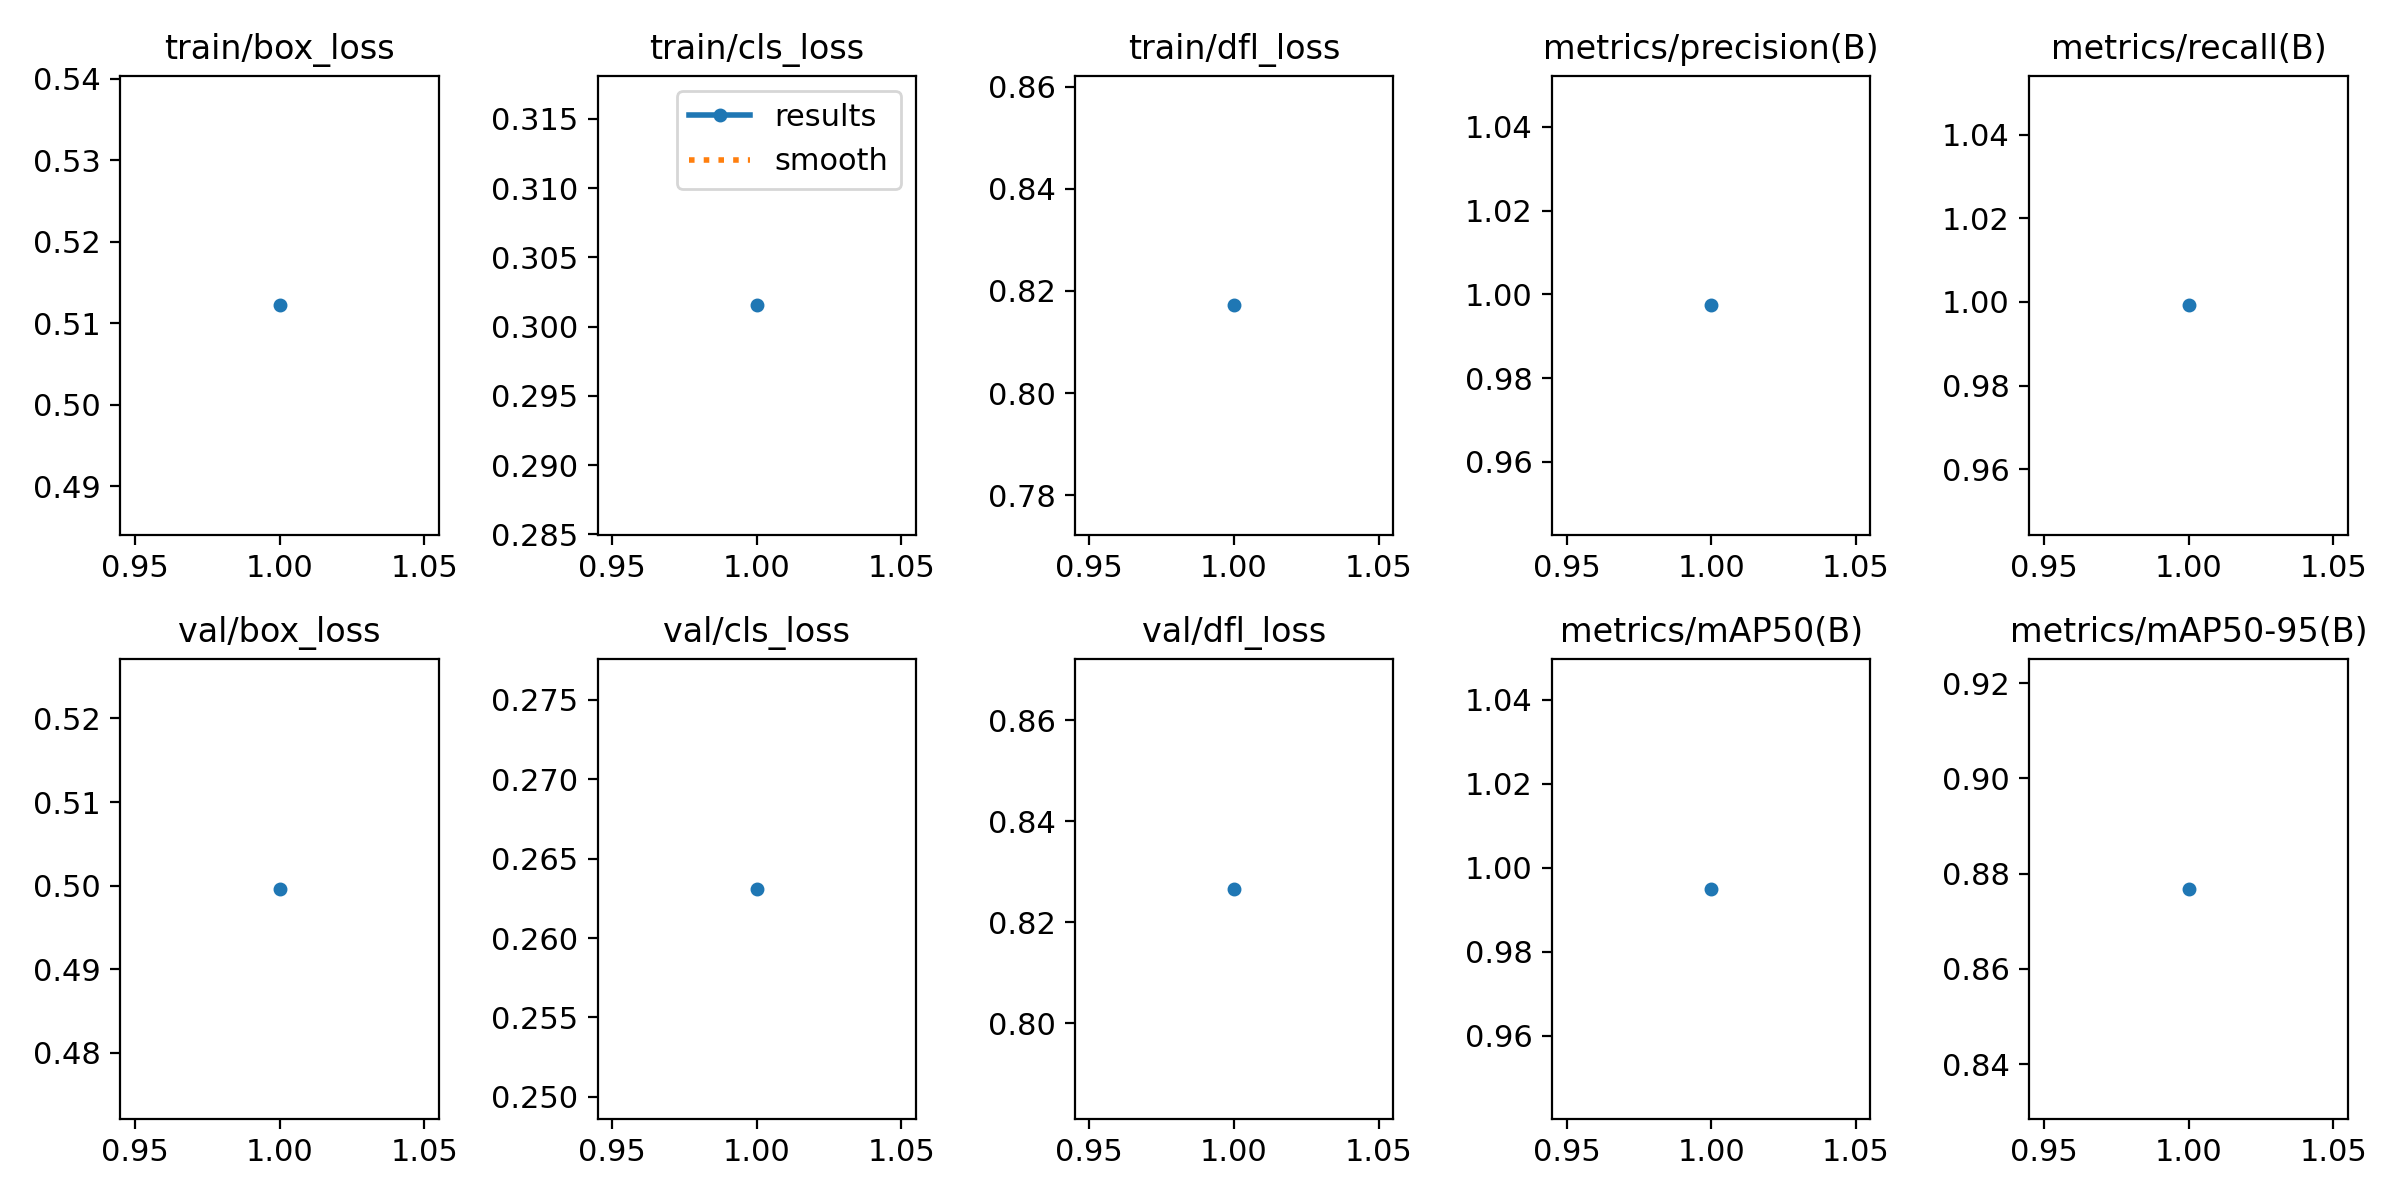 train/box_loss
0.54
0.53
0.52
0.51
0.50
0.49
0.95 1.00 1.05
train/cls_loss
results
smooth
0.315
0.310
0.305
0.300
0.295
0.290
0.285
0.95 1.00 1.05
train/dfl_loss
0.86
0.84
0.82
0.80
0.78
0.95 1.00 1.05
metrics/precision(B)
1.04
1.02
1.00
0.98
0.96
0.95 1.00 1.05
metrics/recall(B)
1.04
1.02
1.00
0.98
0.96
0.95 1.00 1.05
val/box_loss
0.52
0.51
0.50
0.49
0.48
0.95 1.00 1.05
val/cls_loss
0.275
0.270
0.265
0.260
0.255
0.250
0.95 1.00 1.05
val/dfl_loss
0.86
0.84
0.82
0.80
0.95 1.00 1.05
metrics/mAP50(B)
1.04
1.02
1.00
0.98
0.96
0.95 1.00 1.05
metrics/mAP50-95(B)
0.92
0.90
0.88
0.86
0.84
0.95 1.00 1.05